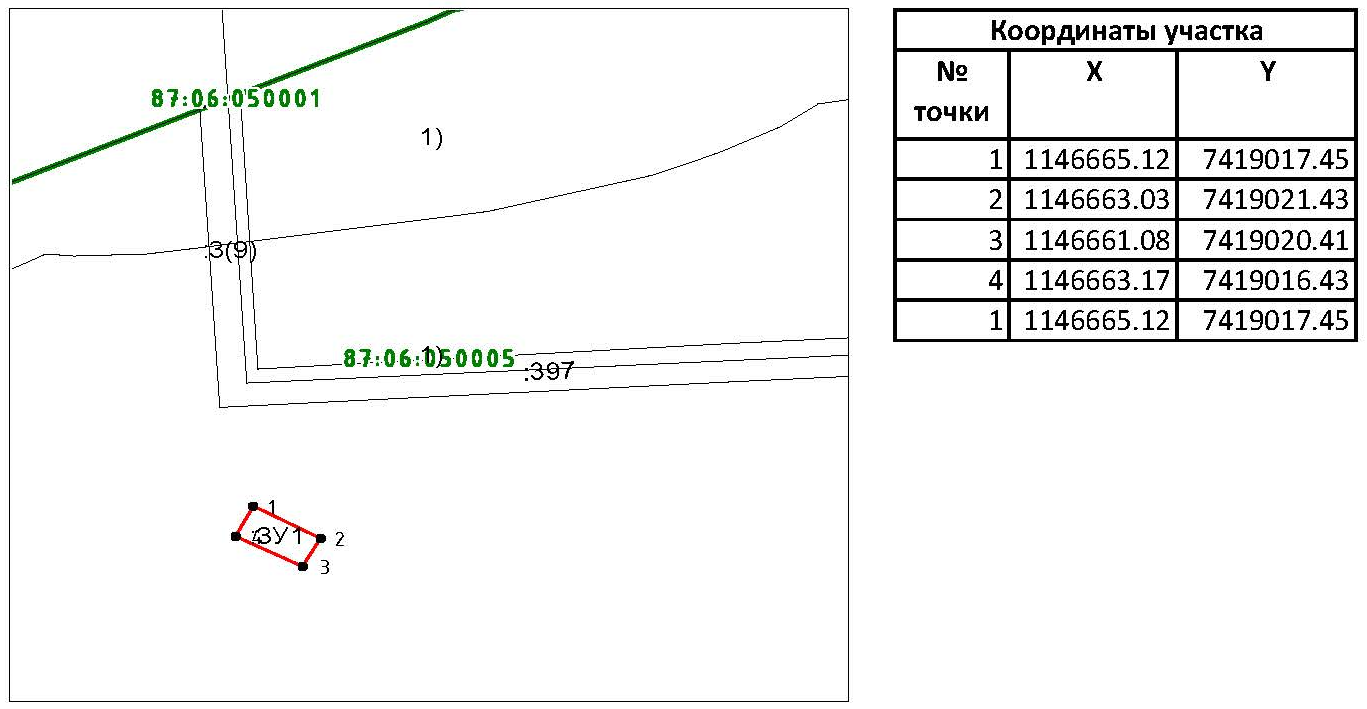 87:06:050001
1)
:3(9)
87:06:050005
1)
:397
1
:ЗУ1
4
2
3
Координаты участка
№ точки X Y
1 1146665.12 7419017.45
2 1146663.03 7419021.43
3 1146661.08 7419020.41
4 1146663.17 7419016.43
1 1146665.12 7419017.45